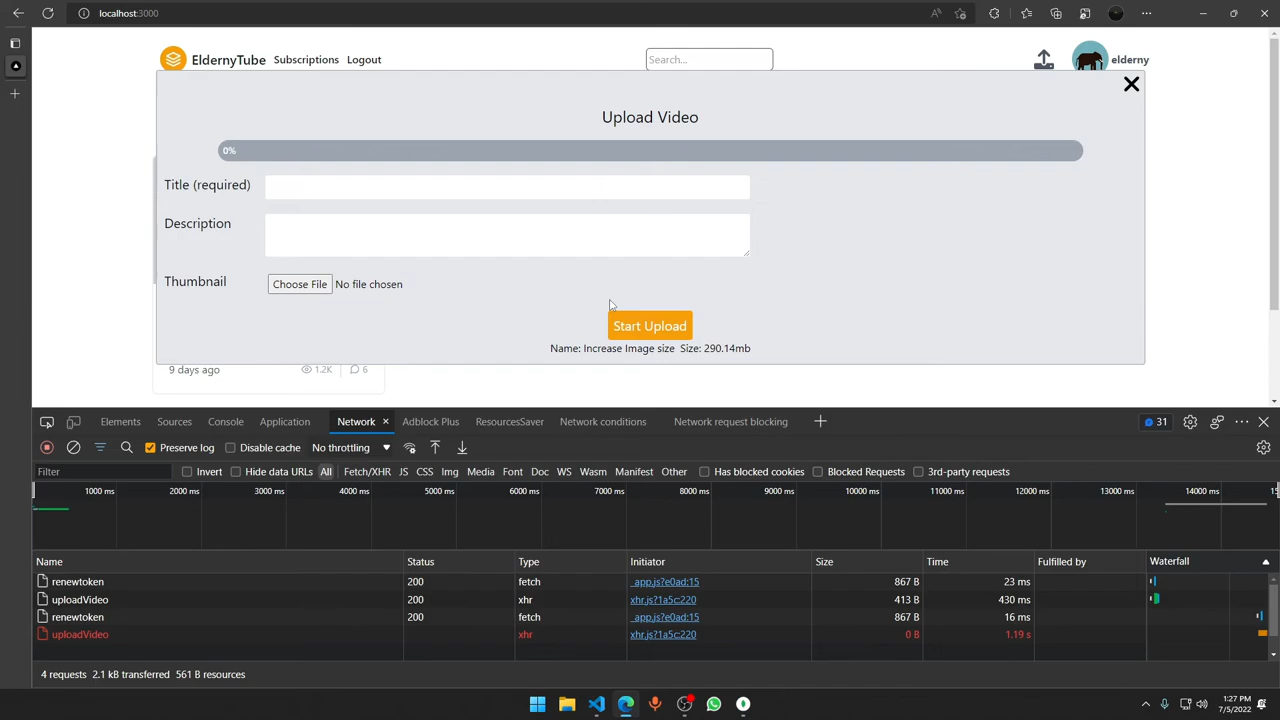 localhost:3000
EldernyTube Subscriptions Logout Search... elderny
Upload Video
0%
Title (required)
Description
Thumbnail Choose File No file chosen
Start Upload
Name: Increase Image size Size: 290.14mb
9 days ago 1.2K 6
Elements Sources Console Application Network Adblock Plus ResourcesSaver Network conditions Network request blocking 31
Preserve log Disable cache No throttling
Filter Invert Hide data URLs All Fetch/XHR JS CSS Img Media Font Doc WS Wasm Manifest Other Has blocked cookies Blocked Requests 3rd-party requests
1000 ms 2000 ms 3000 ms 4000 ms 5000 ms 6000 ms 7000 ms 8000 ms 9000 ms 10000 ms 11000 ms 12000 ms 13000 ms 14000 ms
Name Status Type Initiator Size Time Fulfilled by Waterfall
renewtoken 200 fetch _app.js?e0ad:15 867 B 23 ms
uploadVideo 200 xhr xhr.js?1a5c:220 413 B 430 ms
renewtoken 200 fetch _app.js?e0ad:15 867 B 16 ms
uploadVideo xhr xhr.js?1a5c:220 0 B 1.19 s
4 requests 2.1 kB transferred 561 B resources
1:27 PM
7/5/2022